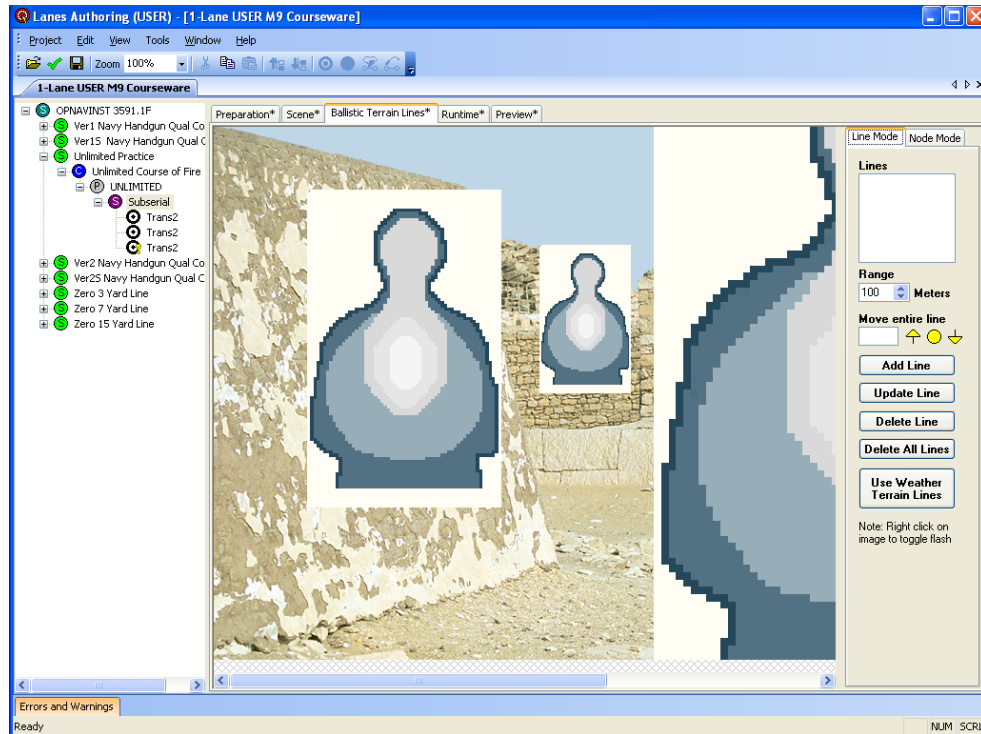 Lanes Authoring (USER) - [1-Lane USER M9 Courseware]
Project Edit View Tools Window Help
Zoom 100%
1-Lane USER M9 Courseware
OPNAVINST 3591.1F
Ver1 Navy Handgun Qual Co
Ver1S Navy Handgun Qual C
Unlimited Practice
Unlimited Course of Fire
UNLIMITED
Subserial
Trans2
Trans2
Trans2
Ver2 Navy Handgun Qual Co
Ver2S Navy Handgun Qual C
Zero 3 Yard Line
Zero 7 Yard Line
Zero 15 Yard Line
Preparation* Scene* Ballistic Terrain Lines* Runtime* Preview*
Line Mode Node Mode
Lines
Range
100 Meters
Move entire line
Add Line
Update Line
Delete Line
Delete All Lines
Use Weather
Terrain Lines
Note: Right click on
image to toggle flash
Errors and Warnings
Ready NUM SCRL